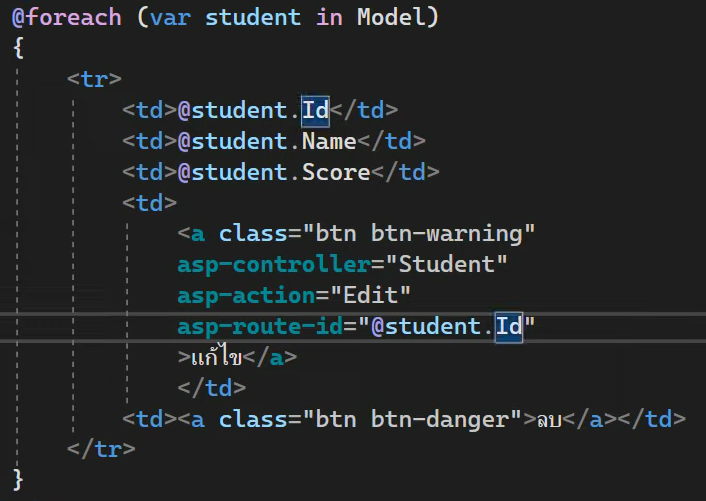 @foreach (var student in Model)
{
<tr>
<td>@student.Id</td>
<td>@student.Name</td>
<td>@student.Score</td>
<td>
<a class="btn btn-warning"
asp-controller="Student"
asp-action="Edit"
asp-route-id="@student.Id"
>แก้ไข</a>
</td>
<td><a class="btn btn-danger">ลบ</a></td>
</tr>
}